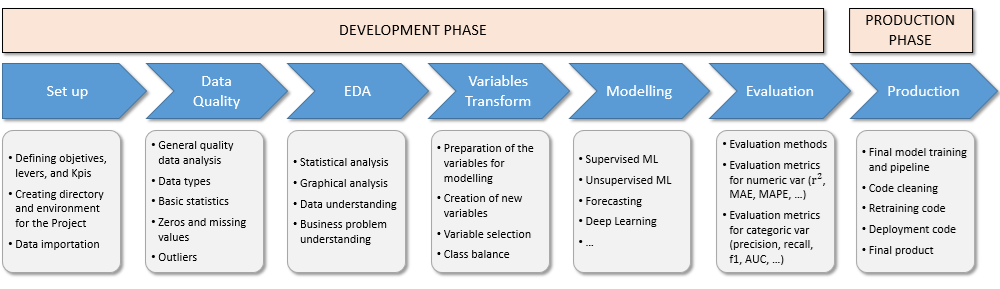 DEVELOPMENT PHASE
PRODUCTION
PHASE
Set up
Data
Quality
EDA
Variables
Transform
Modelling
Evaluation
Production
• Defining objetives,
levers, and Kpis
• Creating directory
and environment
for the Project
• Data importation
• General quality
data analysis
• Data types
• Basic statistics
• Zeros and missing
values
• Outliers
• Statistical analysis
• Graphical analysis
• Data understanding
• Business problem
understanding
• Preparation of the
variables for
modelling
• Creation of new
variables
• Variable selection
• Class balance
• Supervised ML
• Unsupervised ML
• Forecasting
• Deep Learning
• ...
• Evaluation methods
• Evaluation metrics
for numeric var (r², 
MAE, MAPE, ...)
• Evaluation metrics
for categoric var
(precision, recall,
f1, AUC, ...)
• Final model training
and pipeline
• Code cleaning
• Retraining code
• Deployment code
• Final product